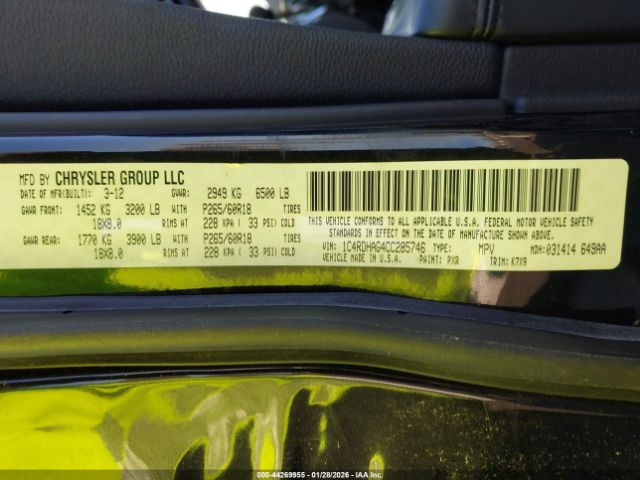 MFD BY CHRYSLER GROUP LLC
DATE OF MFR(BUILT): 3-12 GVWR: 2949 KG 6500 LB
GAWR FRONT: 1452 KG 3200 LB WITH P265/60R18 TIRES
18X8.0 RIMS AT 228 KPA ( 33 PSI) COLD
GAWR REAR: 1770 KG 3900 LB WITH P265/60R18 TIRES
18X8.0 RIMS AT 228 KPA ( 33 PSI) COLD
THIS VEHICLE CONFORMS TO ALL APPLICABLE U.S.A. FEDERAL MOTOR VEHICLE SAFETY
STANDARDS IN EFFECT ON THE DATE OF MANUFACTURE SHOWN ABOVE.
VIN: 1C4RDHAG4CC285746 TYPE: MPV MDH: 031414 649AA
VEHICLE MADE IN U.S.A. PAINT: PXR TRIM: K7X9
000-44269955 | 01/28/2026 - COPART | IAA